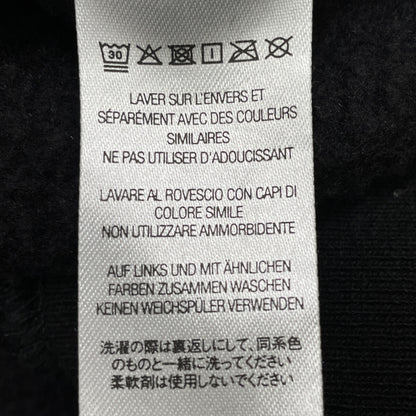 30
LAVER SUR L'ENVERS ET
SÉPARÉMENT AVEC DES COULEURS
SIMILAIRES
NE PAS UTILISER D'ADOUCISSANT
LAVARE AL ROVESCIO CON CAPI DI
COLORE SIMILE
NON UTILIZZARE AMMORBIDENTE
AUF LINKS UND MIT ÄHNLICHEN
FARBEN ZUSAMMEN WASCHEN
KEINEN WEICHSPÜLER VERWENDEN
洗濯の際は裏返しにして、同系色
のものと一緒に洗ってください
柔軟剤は使用しないでください